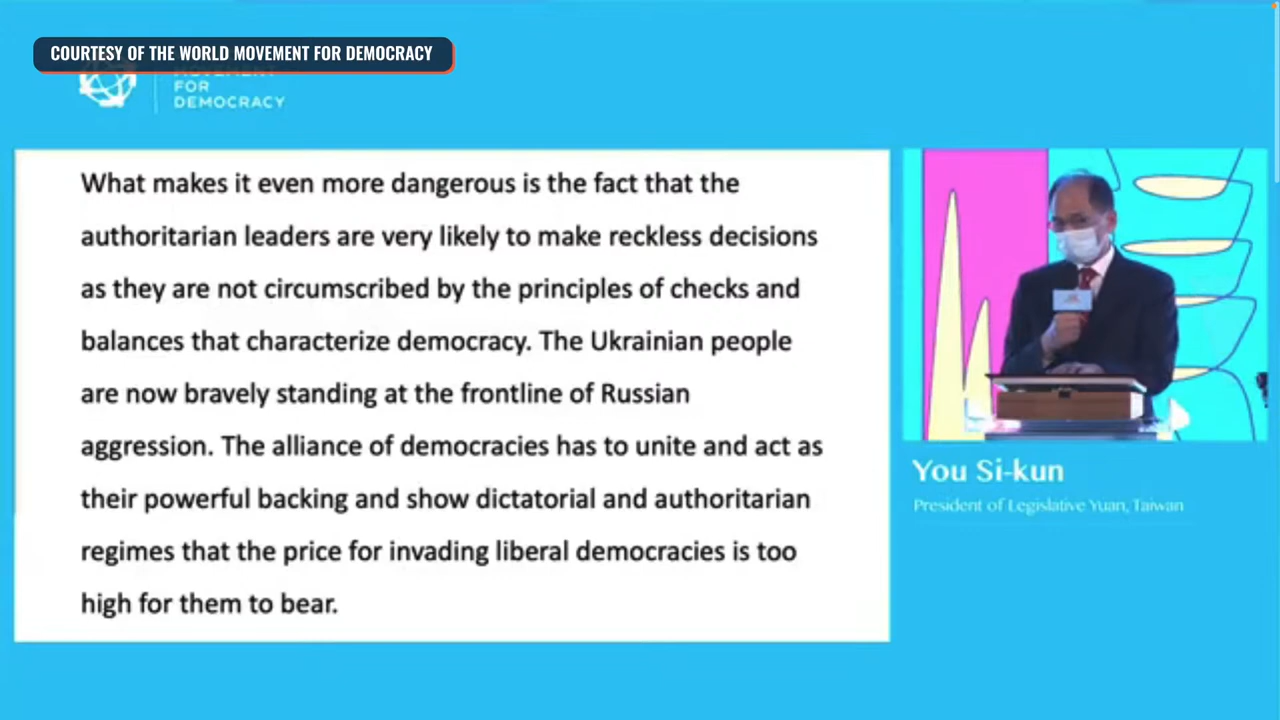 COURTESY OF THE WORLD MOVEMENT FOR DEMOCRACY
MOVEMENT
FOR
DEMOCRACY
What makes it even more dangerous is the fact that the
authoritarian leaders are very likely to make reckless decisions
as they are not circumscribed by the principles of checks and
balances that characterize democracy. The Ukrainian people
are now bravely standing at the frontline of Russian
aggression. The alliance of democracies has to unite and act as
their powerful backing and show dictatorial and authoritarian
regimes that the price for invading liberal democracies is too
high for them to bear.
You Si-kun
President of Legislative Yuan, Taiwan